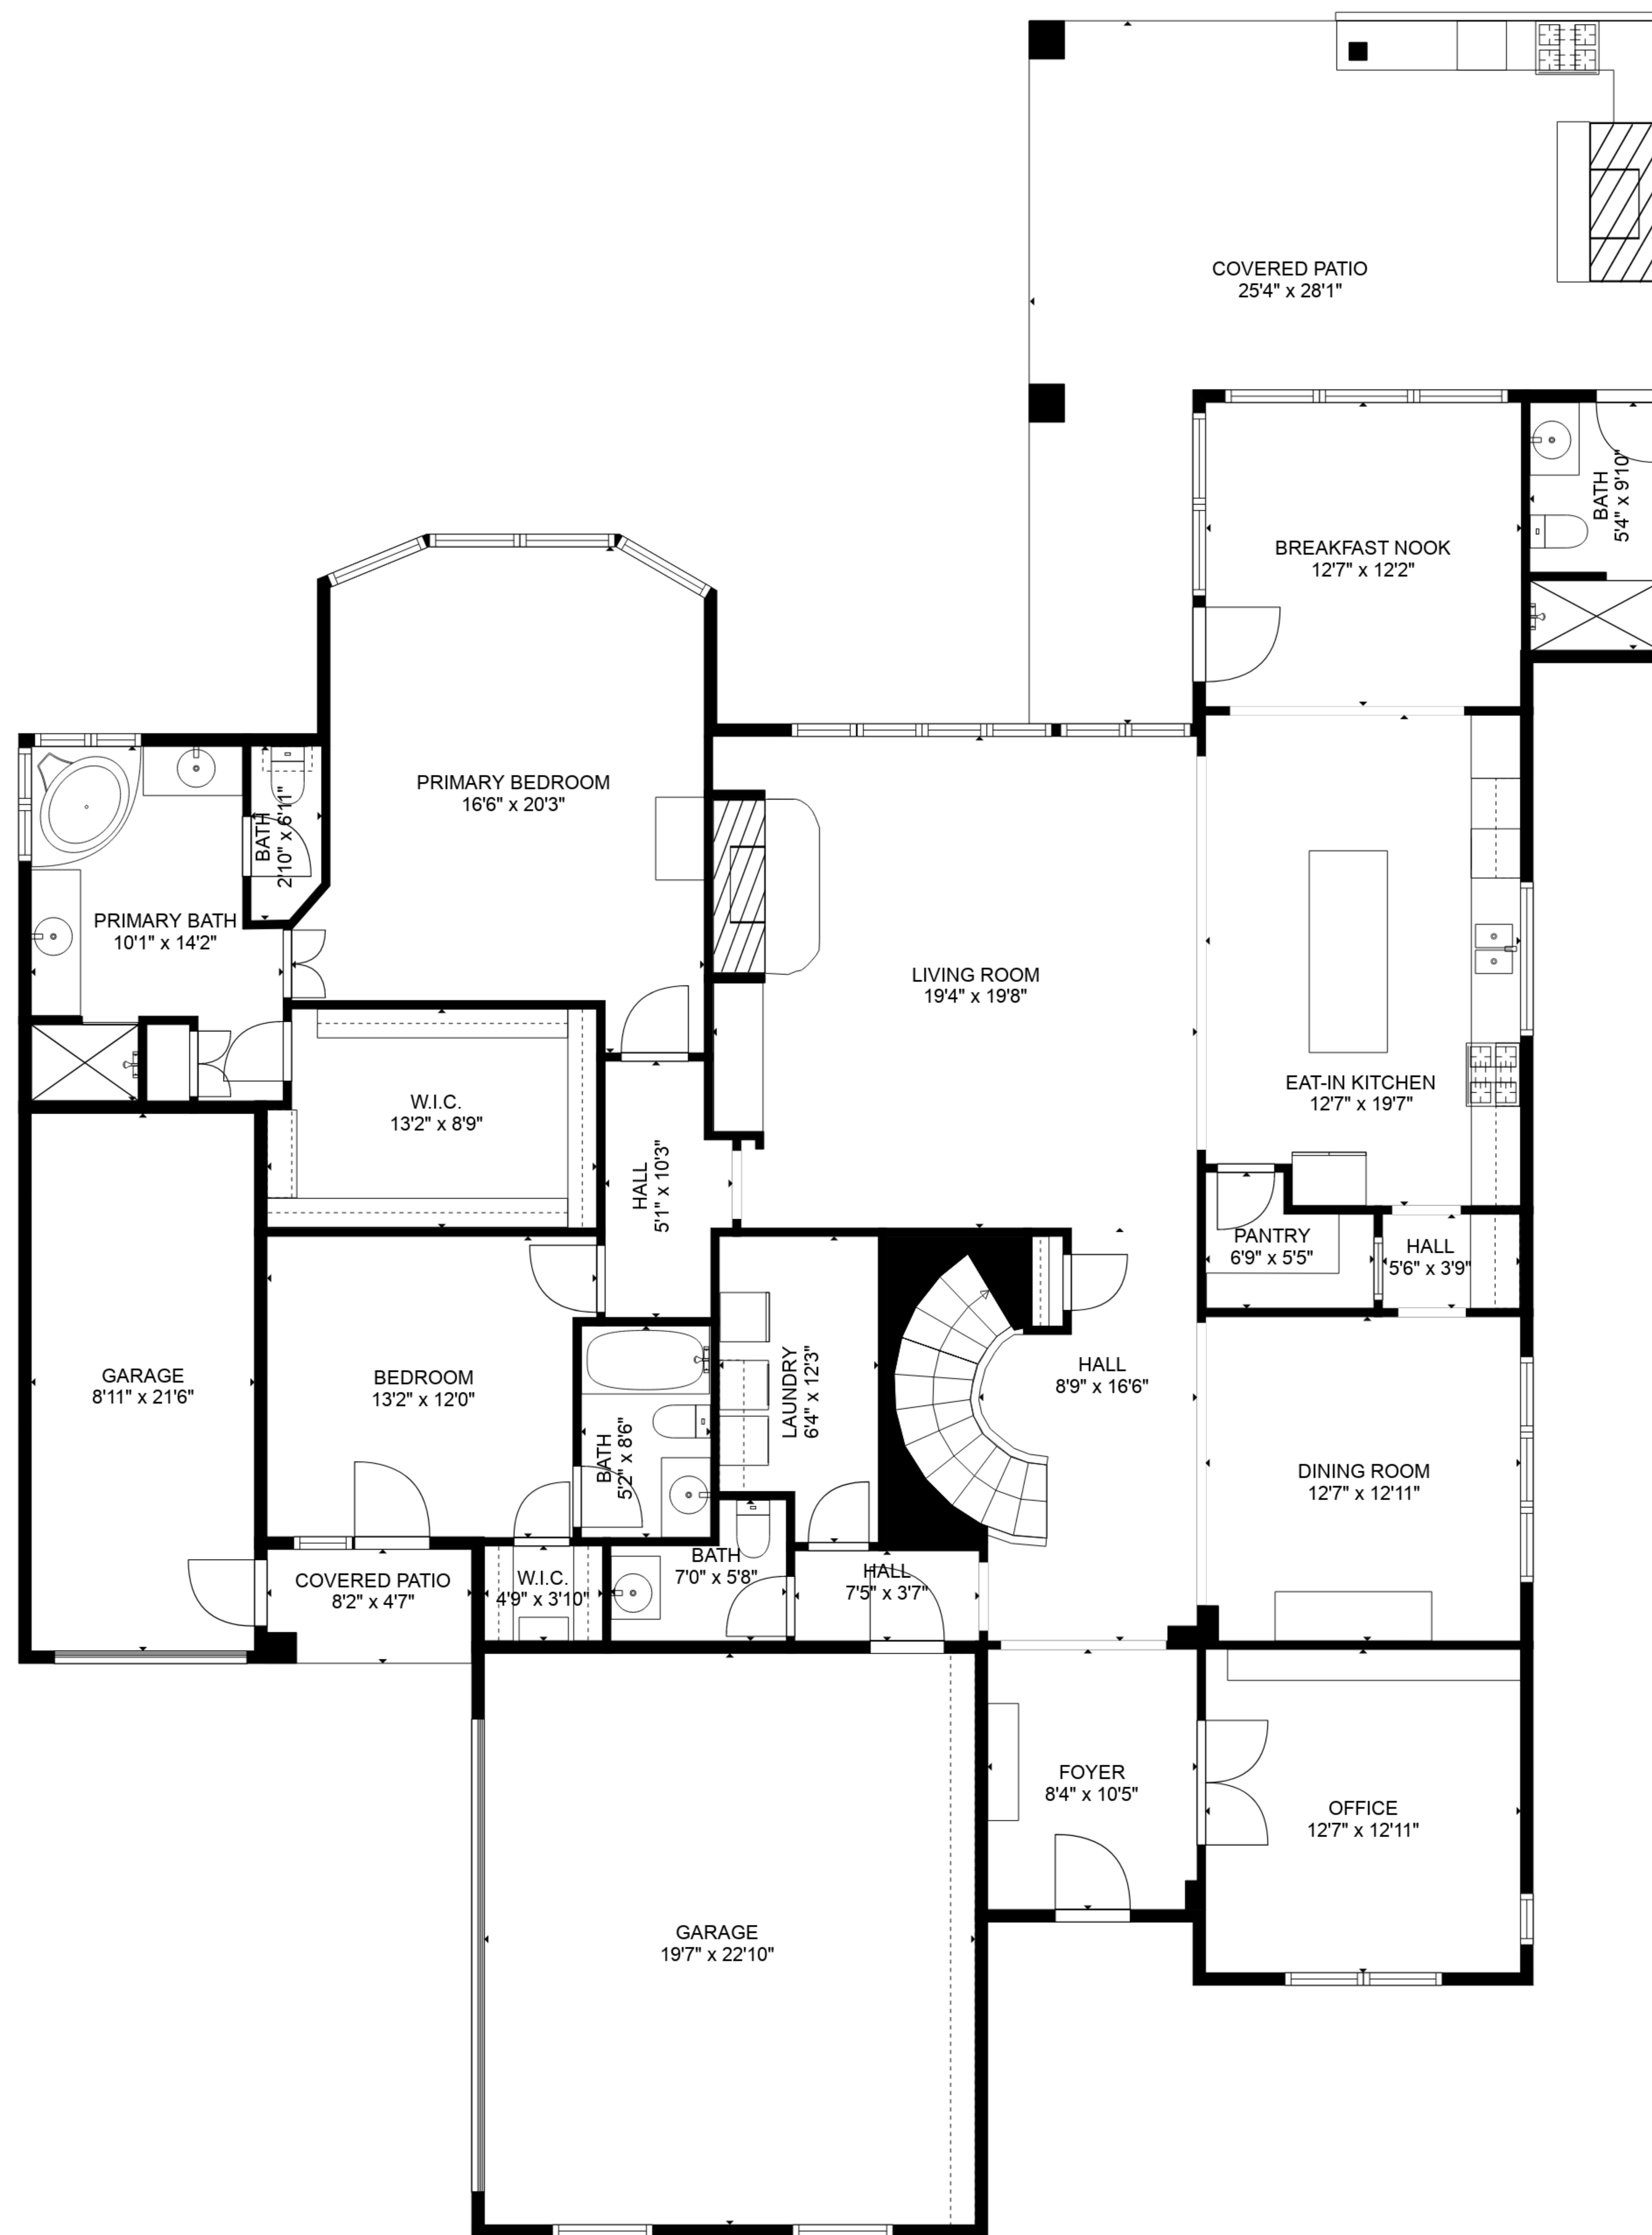 COVERED PATIO
25'4" x 28'1"
BREAKFAST NOOK
12'7" x 12'2"
BATH
5'4" x 9'10"
PRIMARY BEDROOM
16'6" x 20'3"
BATH
2'10" x 6'11"
PRIMARY BATH
10'1" x 14'2"
LIVING ROOM
19'4" x 19'8"
EAT-IN KITCHEN
12'7" x 19'7"
W.I.C.
13'2" x 8'9"
HALL
5'1" x 10'3"
PANTRY
6'9" x 5'5"
HALL
5'6" x 3'9"
GARAGE
8'11" x 21'6"
BEDROOM
13'2" x 12'0"
BATH
5'2" x 8'6"
LAUNDRY
6'4" x 12'3"
HALL
8'9" x 16'6"
DINING ROOM
12'7" x 12'11"
COVERED PATIO
8'2" x 4'7"
W.I.C.
4'9" x 3'10"
BATH
7'0" x 5'8"
HALL
7'5" x 3'7"
FOYER
8'4" x 10'5"
OFFICE
12'7" x 12'11"
GARAGE
19'7" x 22'10"